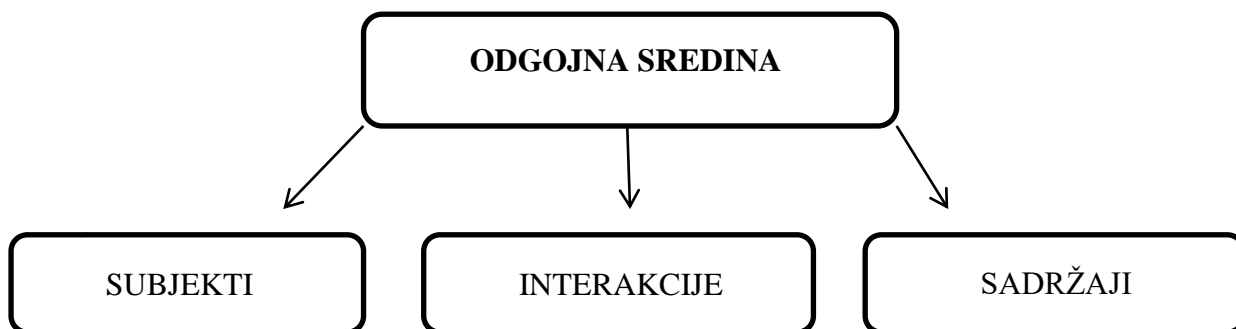 ODGOJNA SREDINA
SUBJEKTI
INTERAKCIJE
SADRŽAJI